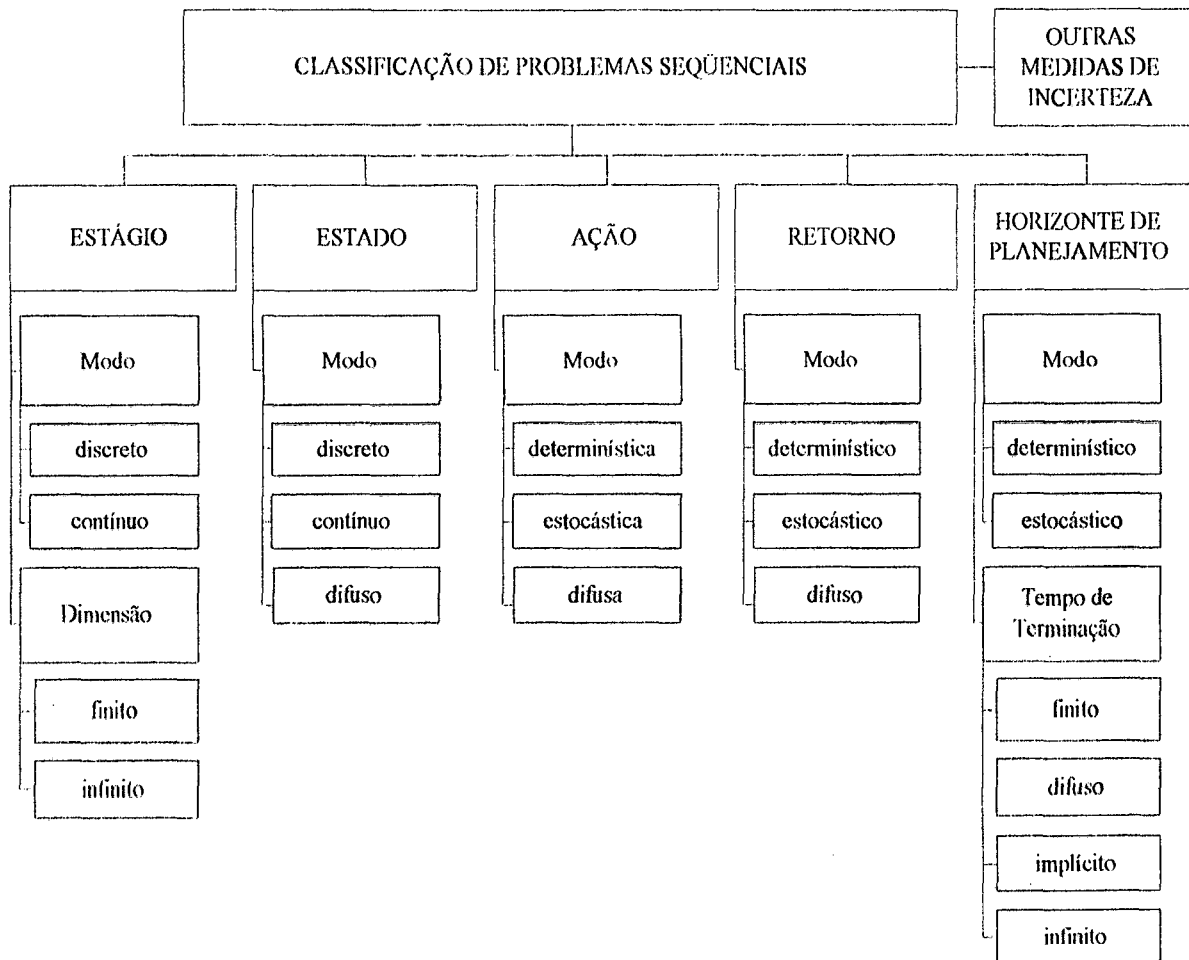 CLASSIFICAÇÃO DE PROBLEMAS SEQÜENCIAIS
OUTRAS
MEDIDAS DE
INCERTEZA
ESTÁGIO
Modo
discreto
contínuo
Dimensão
finito
infinito
ESTADO
Modo
discreto
contínuo
difuso
AÇÃO
Modo
determinística
estocástica
difusa
RETORNO
Modo
determinístico
estocástico
difuso
HORIZONTE DE
PLANEJAMENTO
Modo
determinístico
estocástico
Tempo de
Terminação
finito
difuso
implícito
infinito